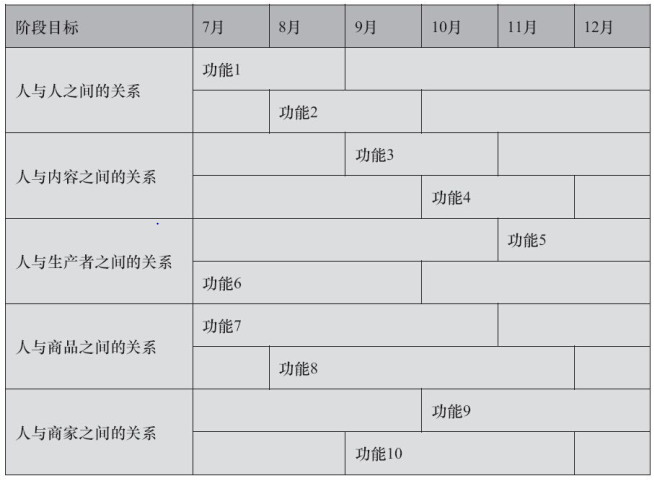 阶段目标 7月 8月 9月 10月 11月 12月
人与人之间的关系
功能1
功能2
人与内容之间的关系
功能3
功能4
人与生产者之间的关系
功能5
功能6
人与商品之间的关系
功能7
功能8
人与商家之间的关系
功能9
功能10